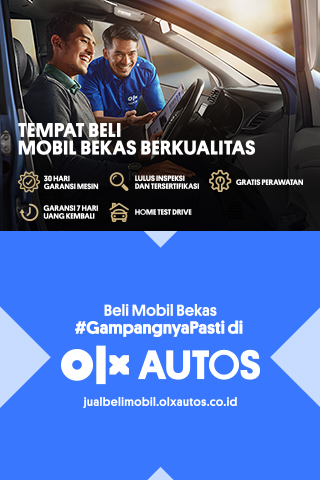 TEMPAT BELI
MOBIL BEKAS BERKUALITAS
30 HARI
GARANSI MESIN
LULUS INSPEKSI
DAN TERSERTIFIKASI
GRATIS PERAWATAN
GARANSI 7 HARI
UANG KEMBALI
HOME TEST DRIVE
Beli Mobil Bekas
#GampangnyaPasti di
olx AUTOS
jualbelimobil.olxautos.co.id